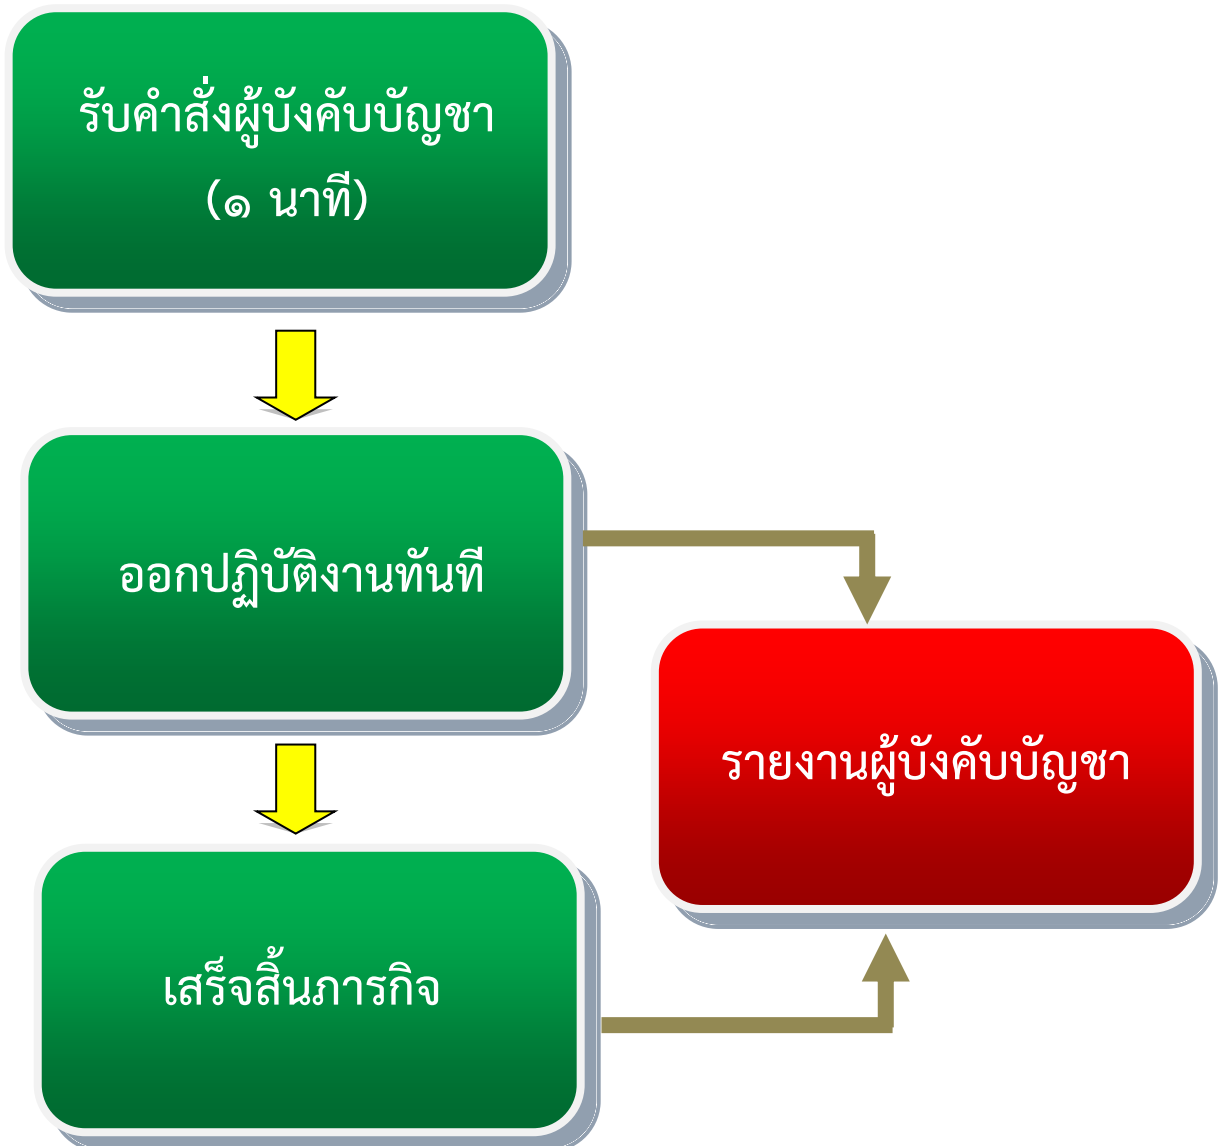 รับคำสั่งผู้บังคับบัญชา
(๑ นาที)
ออกปฏิบัติงานทันที
รายงานผู้บังคับบัญชา
เสร็จสิ้นภารกิจ